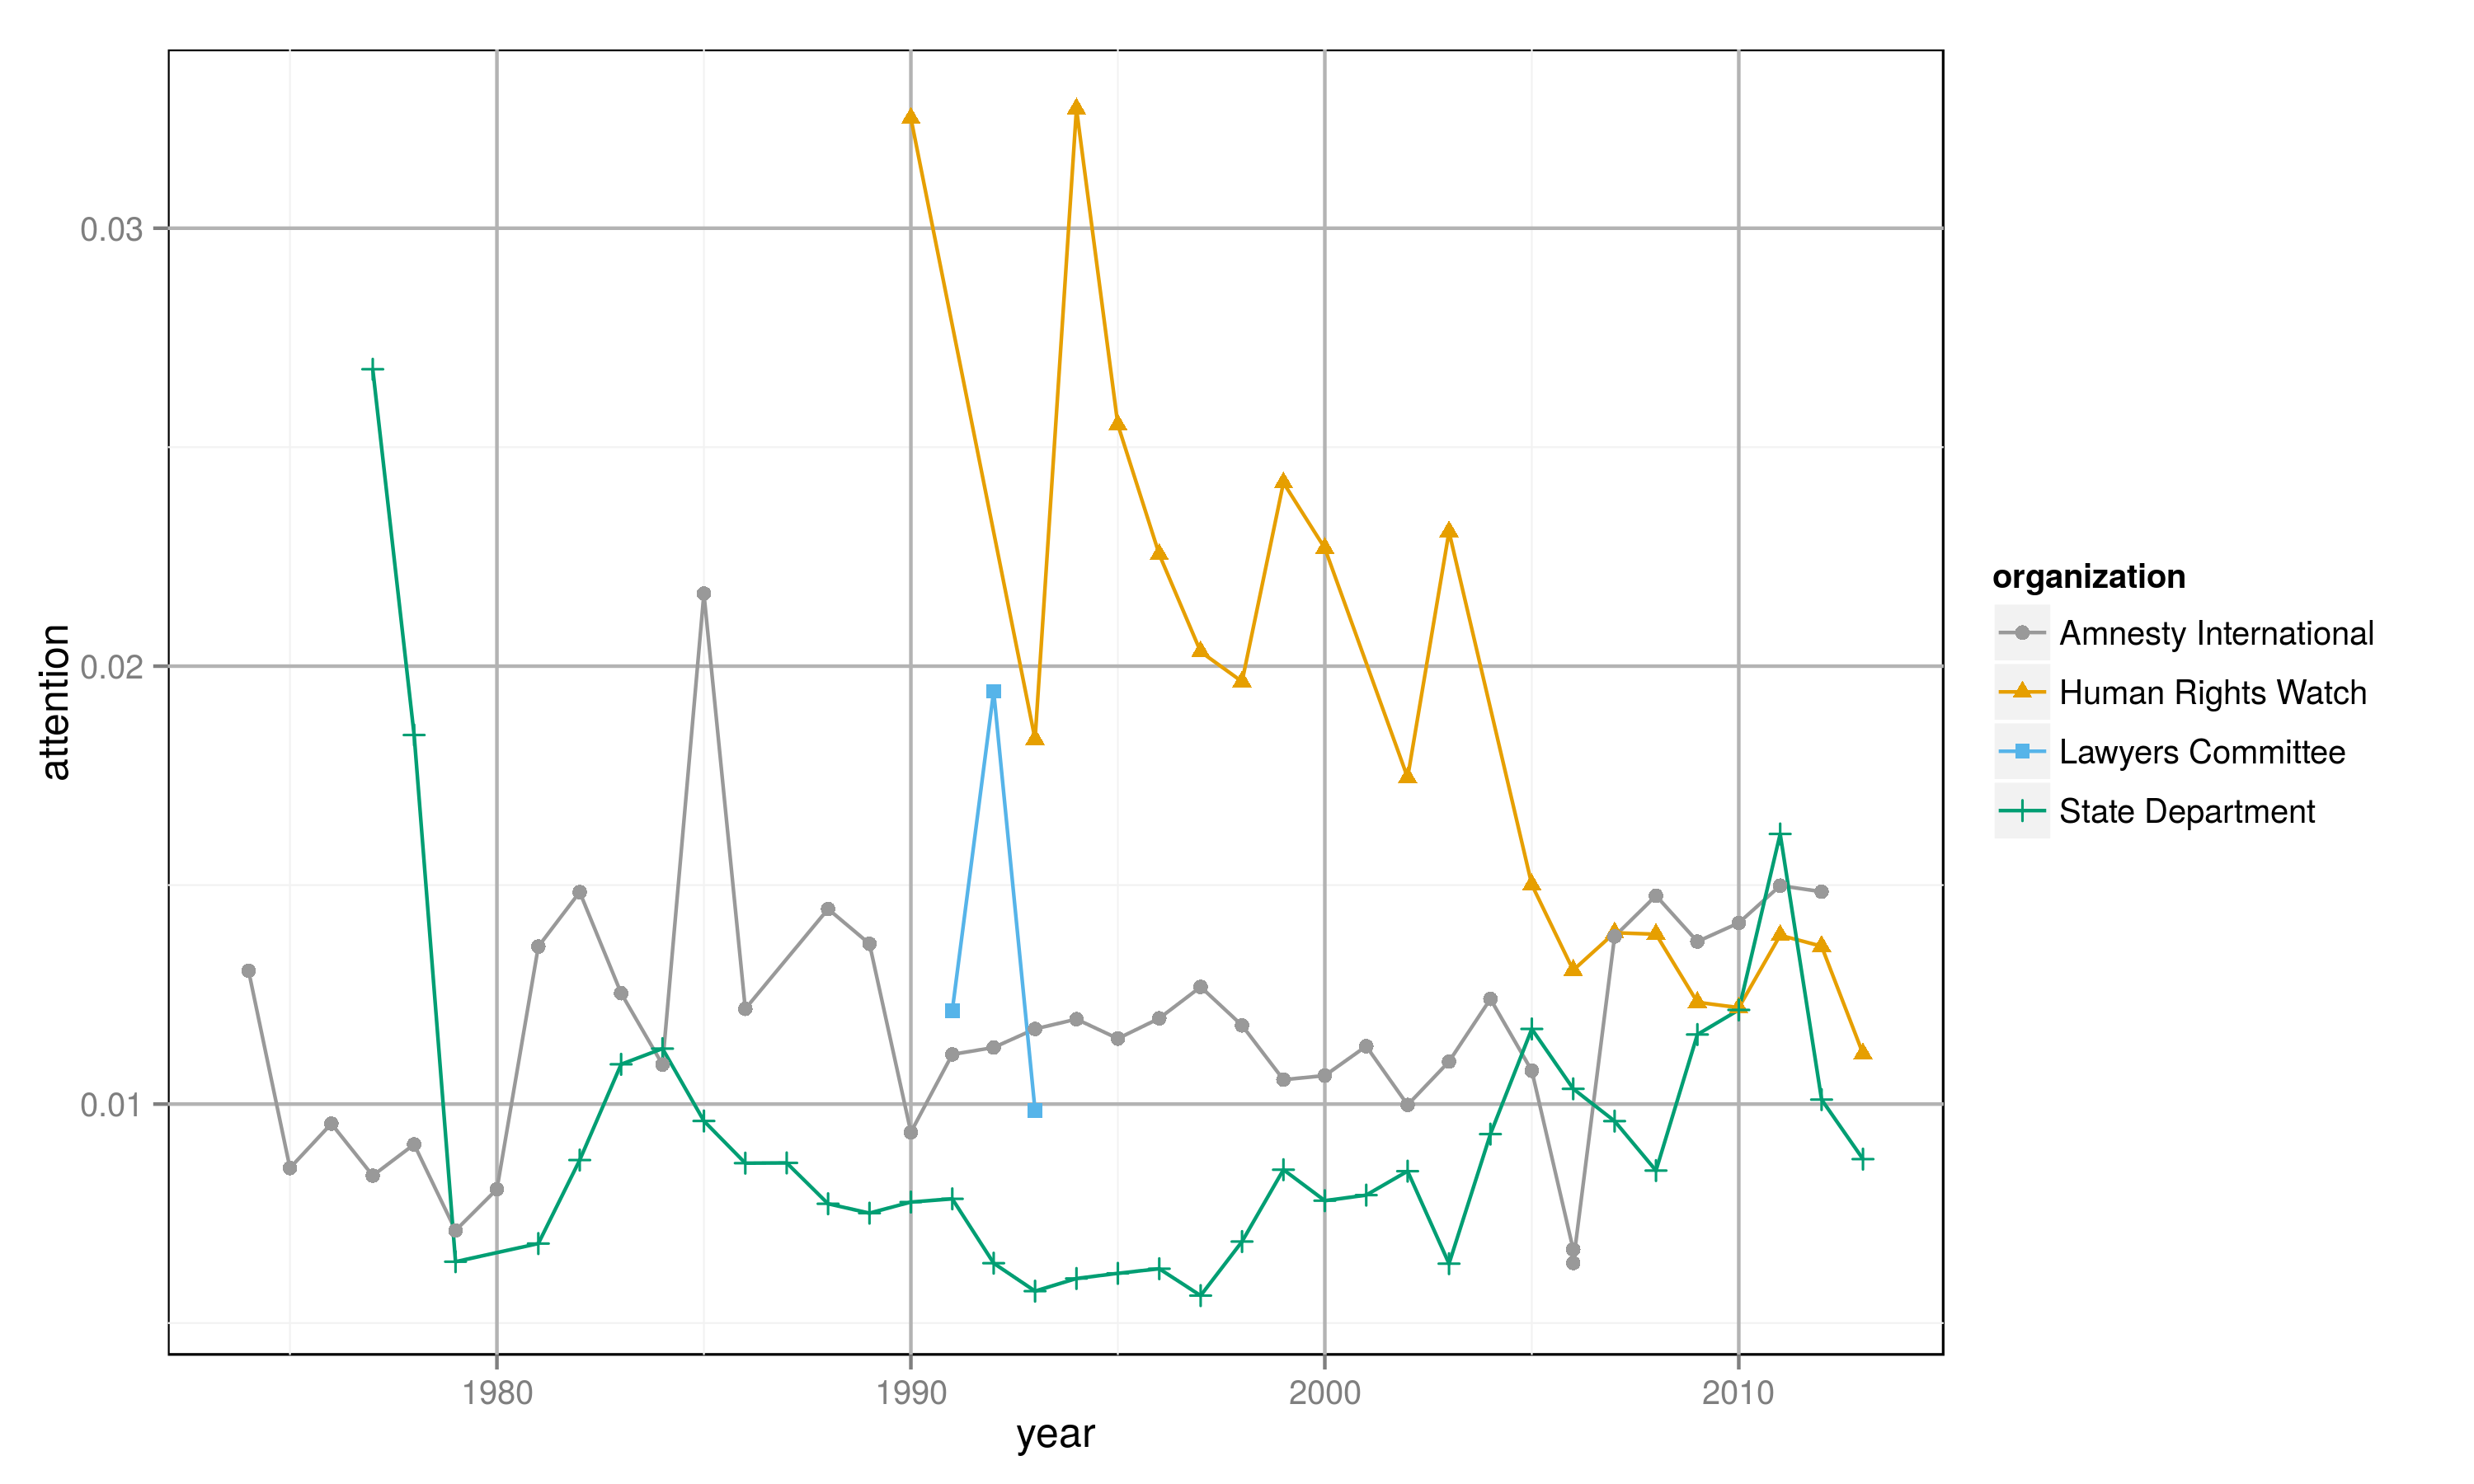 0.03
0.02
0.01
attention
1980 1990 2000 2010
year
organization
Amnesty International
Human Rights Watch
Lawyers Committee
State Department